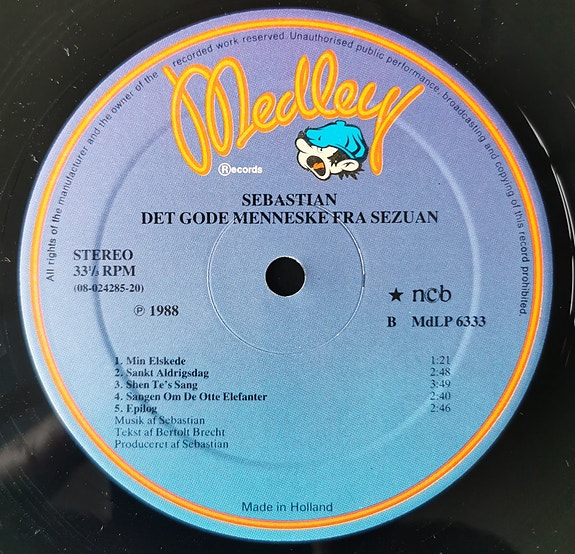 All rights of the manufacturer and the owner of the recorded work reserved. Unauthorised public performance, broadcasting and copying of this record prohibited.
Medley
Records
SEBASTIAN
DET GODE MENNESKE FRA SEZUAN
STEREO
33⅓ RPM
(08-024285-20)
℗ 1988
★ ncb
B MdLP 6333
1. Min Elskede 1:21
2. Sankt Aldrigsdag 2:48
3. Shen Te's Sang 3:49
4. Sangen Om De Otte Elefanter 2:40
5. Epilog 2:46
Musik af Sebastian
Tekst af Bertolt Brecht
Produceret af Sebastian
Made in Holland